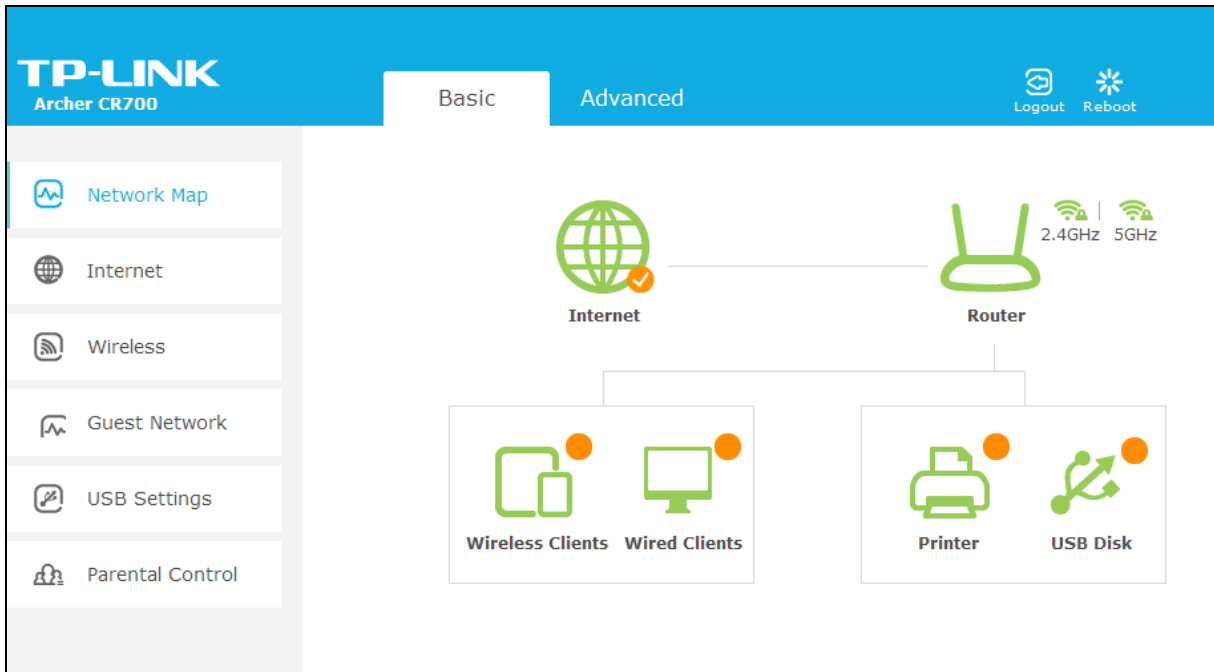 TP-LINK
Archer CR700
Basic
Advanced
Logout
Reboot
Network Map
Internet
Wireless
Guest Network
USB Settings
Parental Control
2.4GHz
5GHz
Internet
Router
Wireless Clients
Wired Clients
Printer
USB Disk